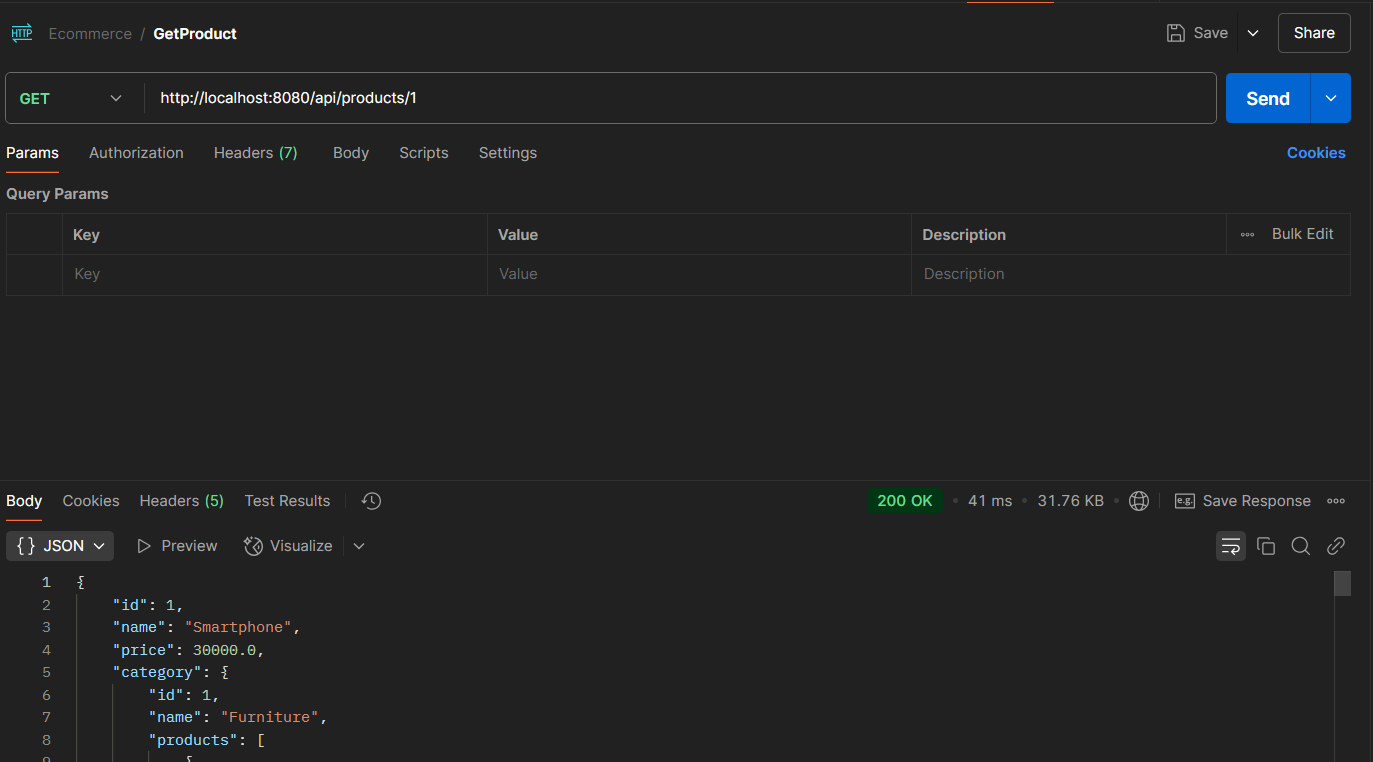 HTTP Ecommerce / GetProduct Save Share
GET http://localhost:8080/api/products/1 Send
Params Authorization Headers (7) Body Scripts Settings Cookies
Query Params
Key Value Description Bulk Edit
Key Value Description
Body Cookies Headers (5) Test Results 200 OK • 41 ms • 31.76 KB • e.g. Save Response
{} JSON Preview Visualize
1 {
2 "id": 1,
3 "name": "Smartphone",
4 "price": 30000.0,
5 "category": {
6 "id": 1,
7 "name": "Furniture",
8 "products": [
9 {